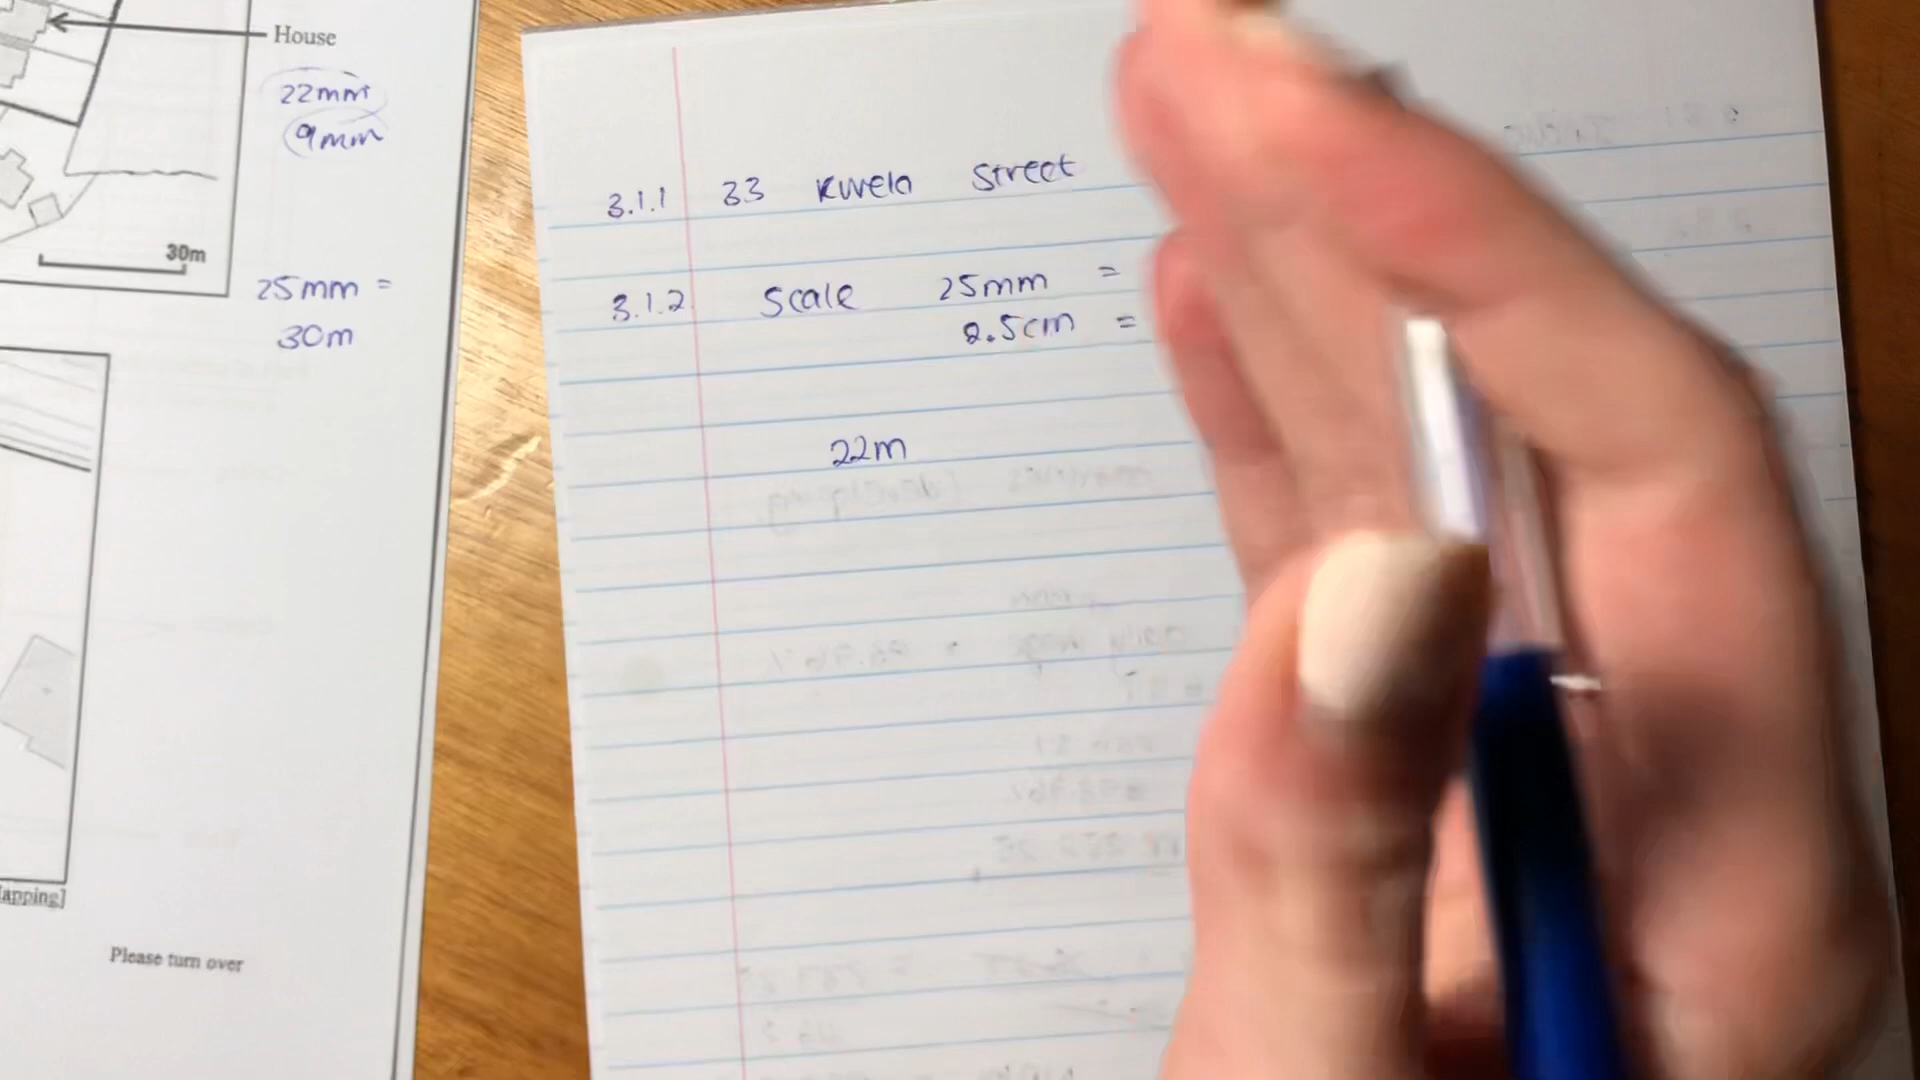 House
22mm
9mm
30m
25mm =
30m
Please turn over
3.1.1 33 Kwela Street
3.1.2 Scale 25mm =
2.5cm =
22m